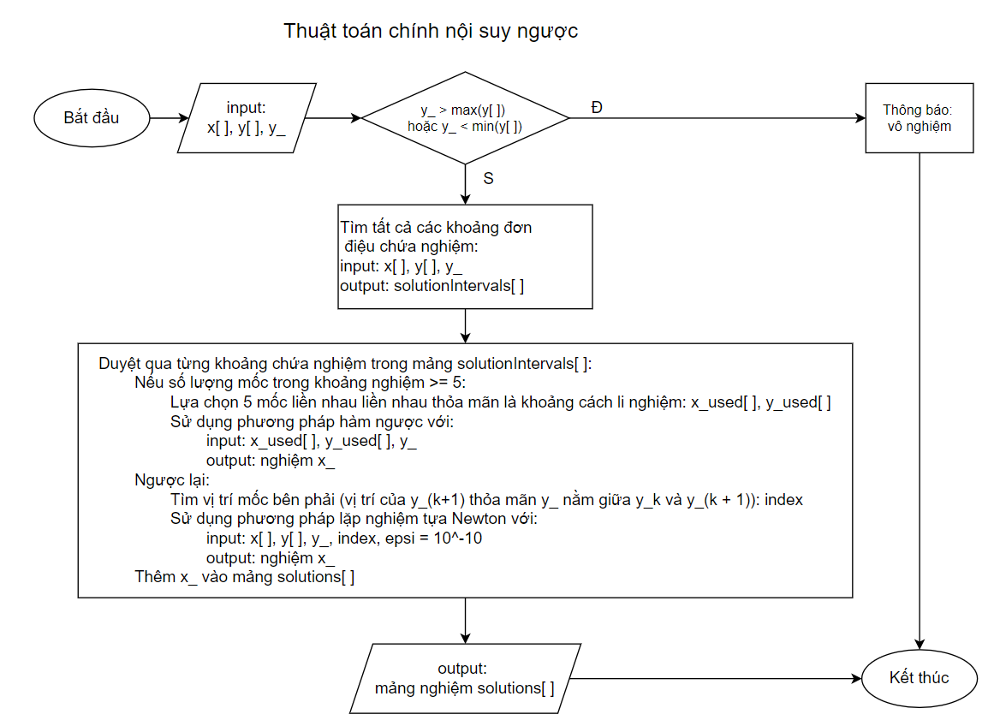 Thuật toán chính nội suy ngược
Bắt đầu
input:
x[ ], y[ ], y_
y_ > max(y[ ])
hoặc y_ < min(y[ ])
Đ
Thông báo:
vô nghiệm
S
Tìm tất cả các khoảng đơn
điệu chứa nghiệm:
input: x[ ], y[ ], y_
output: solutionIntervals[ ]
Duyệt qua từng khoảng chứa nghiệm trong mảng solutionIntervals[ ]:
Nếu số lượng mốc trong khoảng nghiệm >= 5:
Lựa chọn 5 mốc liền nhau liền nhau thỏa mãn là khoảng cách li nghiệm: x_used[ ], y_used[ ]
Sử dụng phương pháp hàm ngược với:
input: x_used[ ], y_used[ ], y_
output: nghiệm x_
Ngược lại:
Tìm vị trí mốc bên phải (vị trí của y_(k+1) thỏa mãn y_ nằm giữa y_k và y_(k + 1)): index
Sử dụng phương pháp lặp nghiệm tựa Newton với:
input: x[ ], y[ ], y_, index, epsi = 10^-10
output: nghiệm x_
Thêm x_ vào mảng solutions[ ]
output:
mảng nghiệm solutions[ ]
Kết thúc